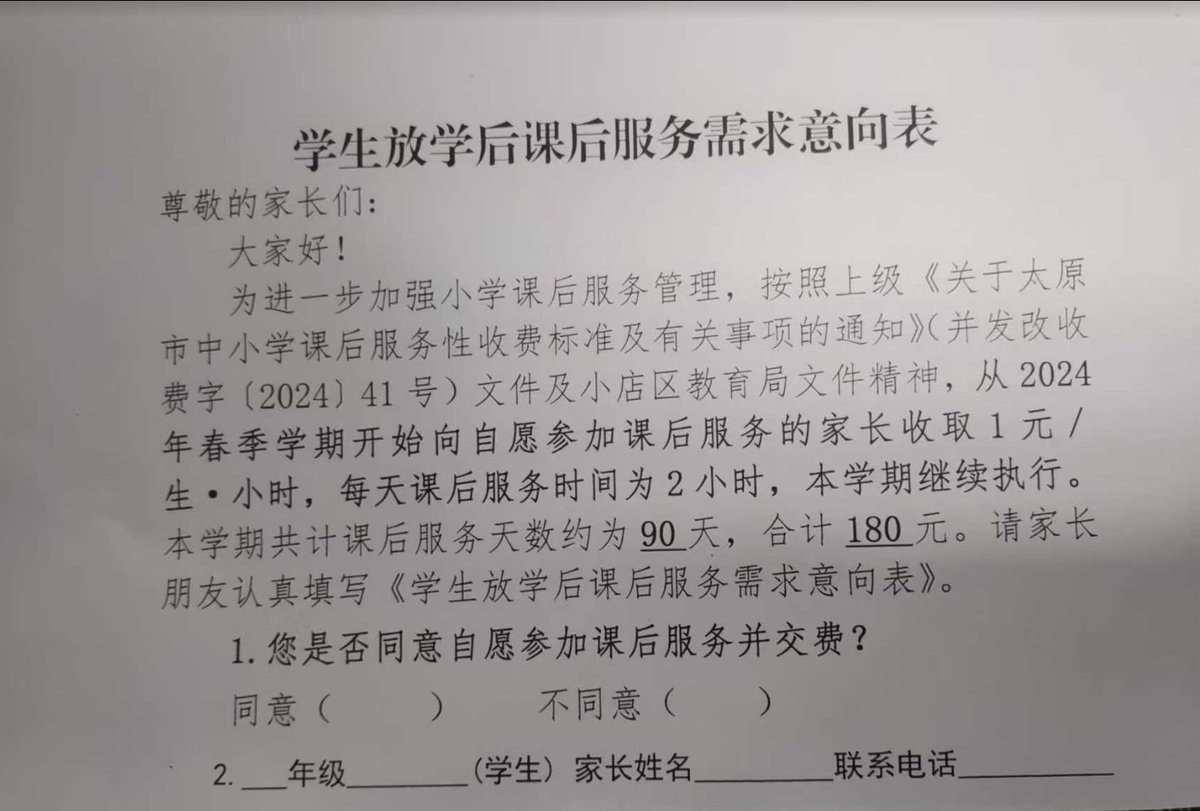 学生放学后课后服务需求意向表
尊敬的家长们:
大家好!
为进一步加强小学课后服务管理，按照上级《关于太原
市中小学课后服务性收费标准及有关事项的通知》(并发改收
费字〔2024〕41号)文件及小店区教育局文件精神，从2024
年春季学期开始向自愿参加课后服务的家长收取1元/
生·小时，每天课后服务时间为2小时，本学期继续执行。
本学期共计课后服务天数约为 90 天，合计 180 元。请家长
朋友认真填写《学生放学后课后服务需求意向表》。
1.您是否同意自愿参加课后服务并交费?
同意(　　) 不同意(　　)
2.___年级________(学生) 家长姓名_________联系电话__________